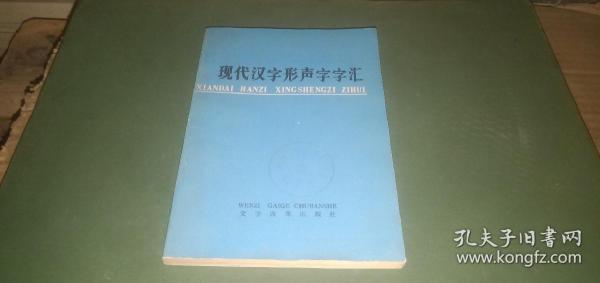 现代汉字形声字字汇
XIANDAI HANZI XINGSHENGZI ZIHUI
WENZI GAIGE CHUBANSHE
文字改革出版社
孔夫子旧书网
www.kongfz.com